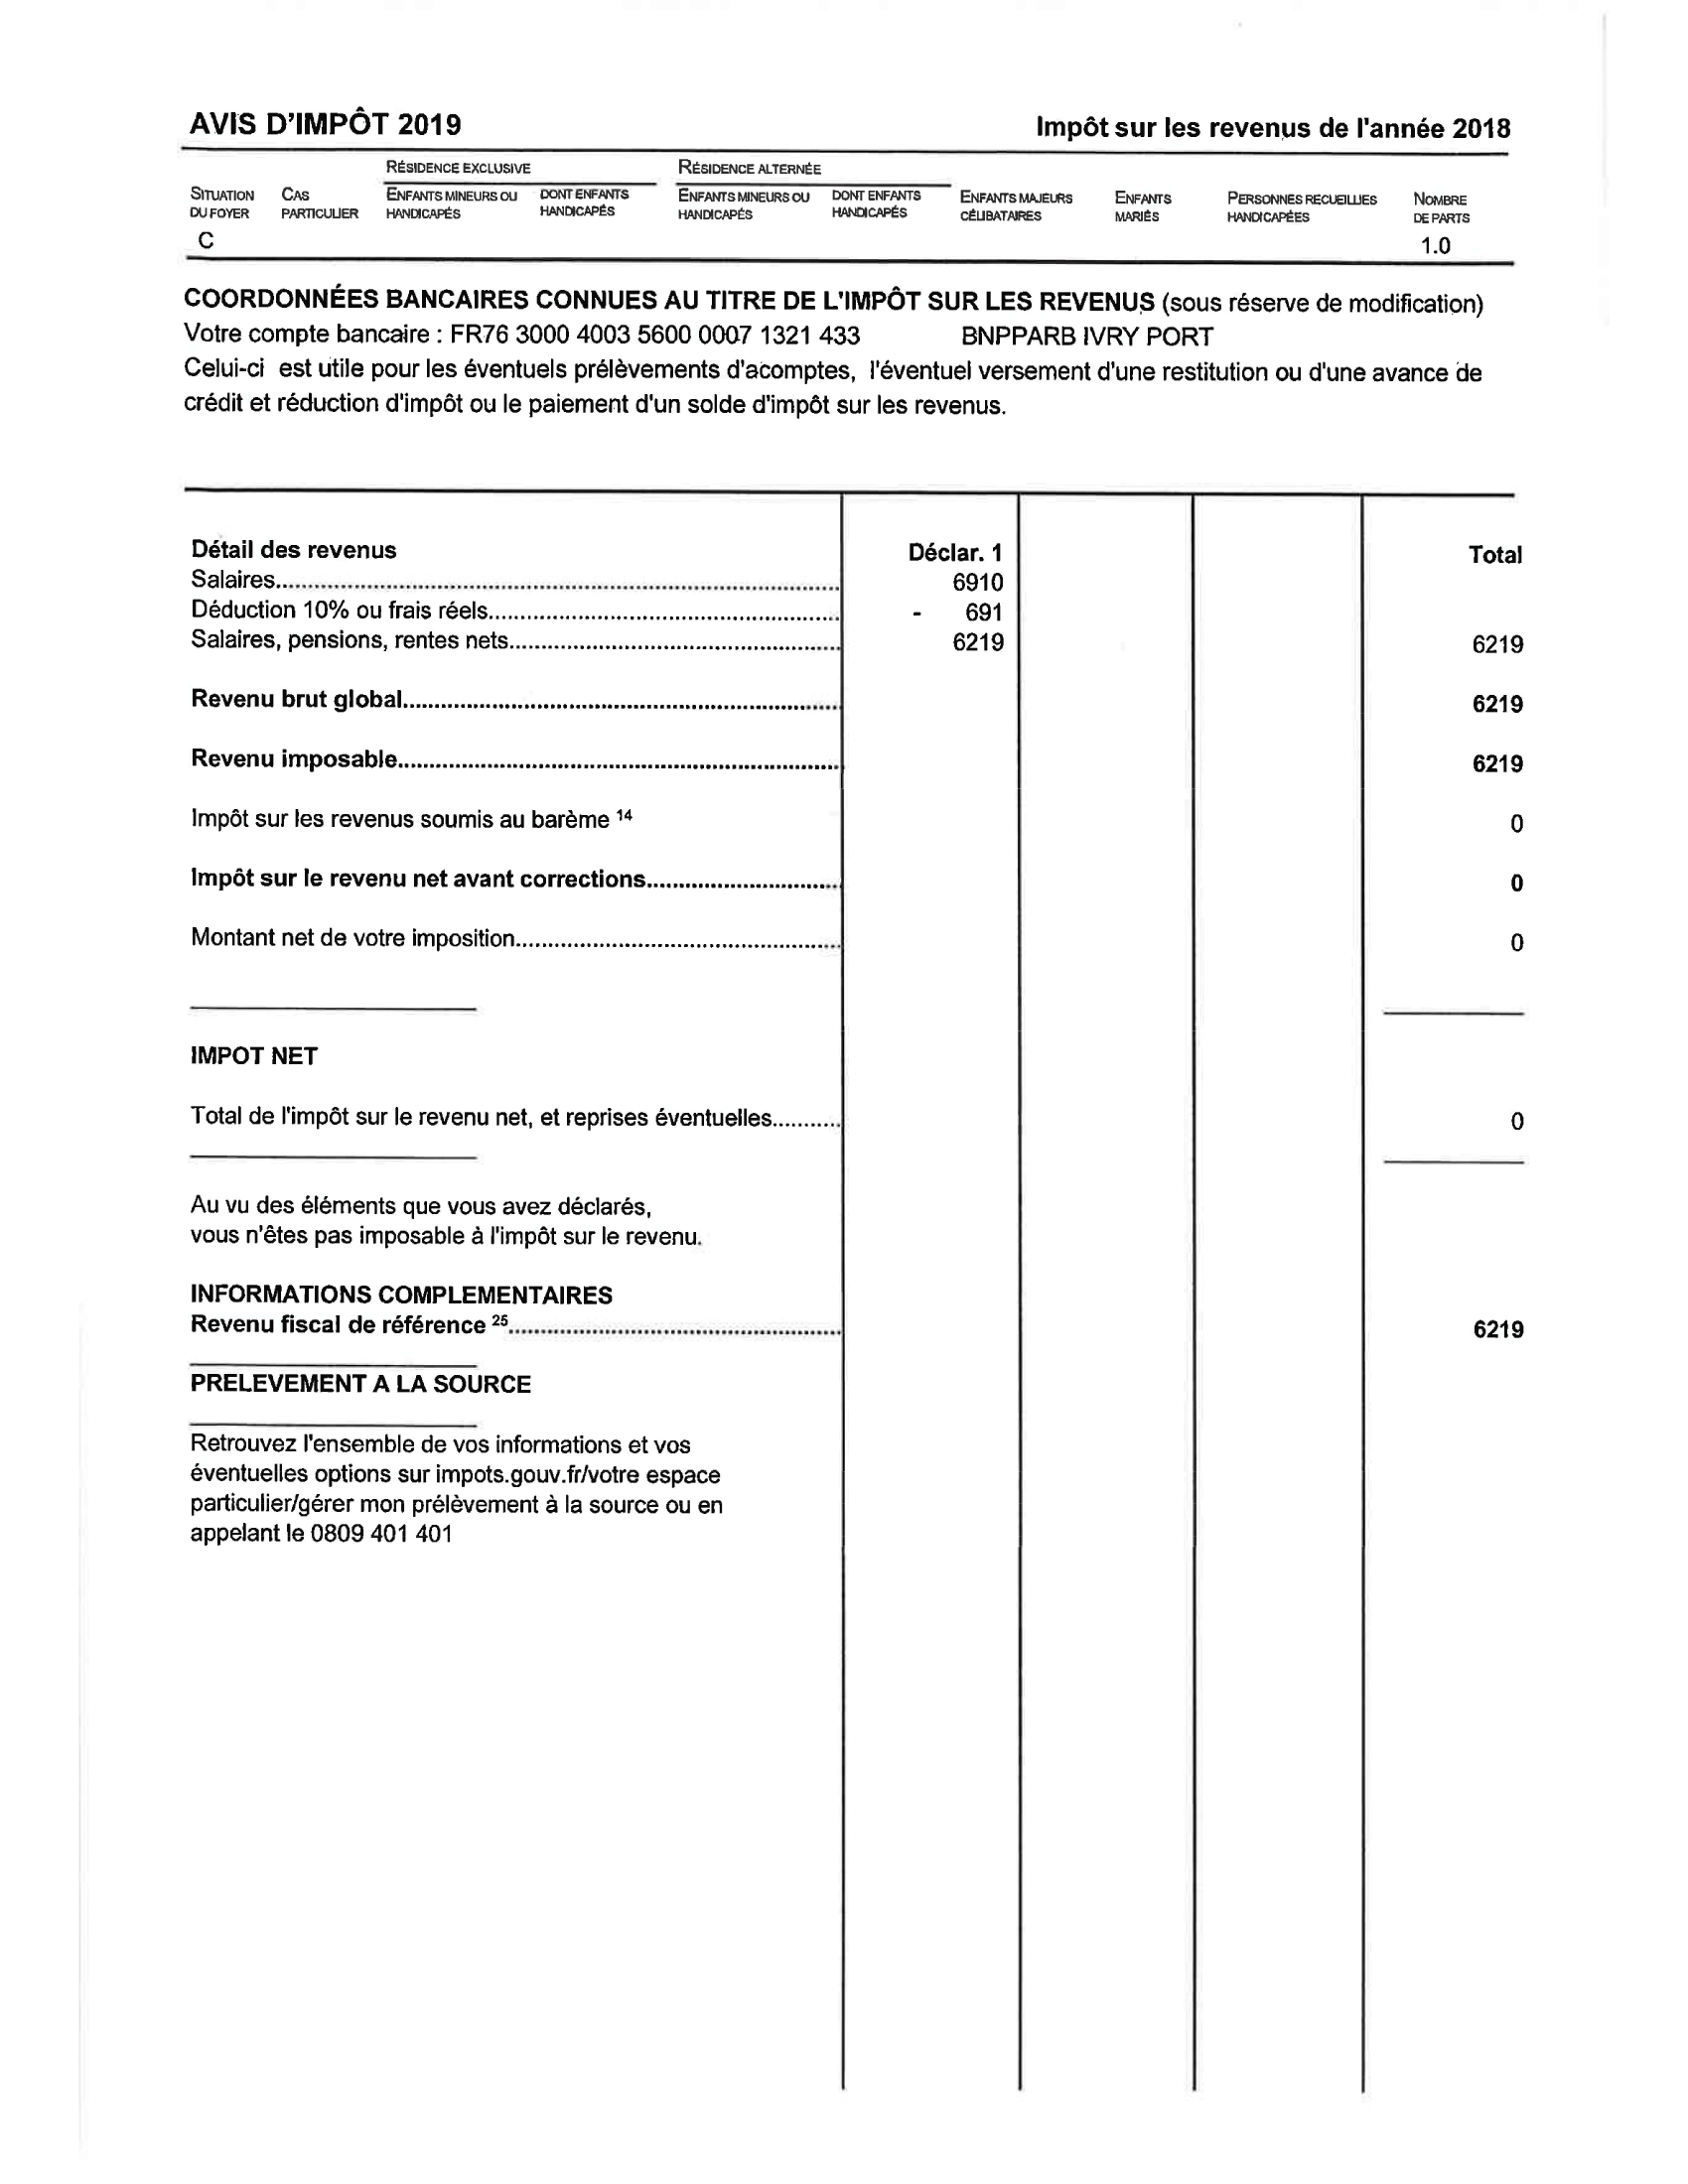 AVIS D'IMPÔT 2019 Impôt sur les revenus de l'année 2018
RÉSIDENCE EXCLUSIVE RÉSIDENCE ALTERNÉE
SITUATION CAS ENFANTS MINEURS OU DONT ENFANTS ENFANTS MINEURS OU DONT ENFANTS ENFANTS MAJEURS ENFANTS PERSONNES RECUEILLIES NOMBRE
DU FOYER PARTICULIER HANDICAPÉS HANDICAPÉS HANDICAPÉS HANDICAPÉS CÉLIBATAIRES MARIÉS HANDICAPÉES DE PARTS
C 1.0
COORDONNÉES BANCAIRES CONNUES AU TITRE DE L'IMPÔT SUR LES REVENUS (sous réserve de modification)
Votre compte bancaire : FR76 3000 4003 5600 0007 1321 433 BNPPARB IVRY PORT
Celui-ci est utile pour les éventuels prélèvements d'acomptes, l'éventuel versement d'une restitution ou d'une avance de
crédit et réduction d'impôt ou le paiement d'un solde d'impôt sur les revenus.
Détail des revenus Déclar. 1 Total
Salaires 6910
Déduction 10% ou frais réels - 691
Salaires, pensions, rentes nets 6219 6219
Revenu brut global 6219
Revenu imposable 6219
Impôt sur les revenus soumis au barème 14 0
Impôt sur le revenu net avant corrections 0
Montant net de votre imposition 0
IMPOT NET
Total de l'impôt sur le revenu net, et reprises éventuelles 0
Au vu des éléments que vous avez déclarés,
vous n'êtes pas imposable à l'impôt sur le revenu.
INFORMATIONS COMPLEMENTAIRES
Revenu fiscal de référence 25 6219
PRELEVEMENT A LA SOURCE
Retrouvez l'ensemble de vos informations et vos
éventuelles options sur impots.gouv.fr/votre espace
particulier/gérer mon prélèvement à la source ou en
appelant le 0809 401 401